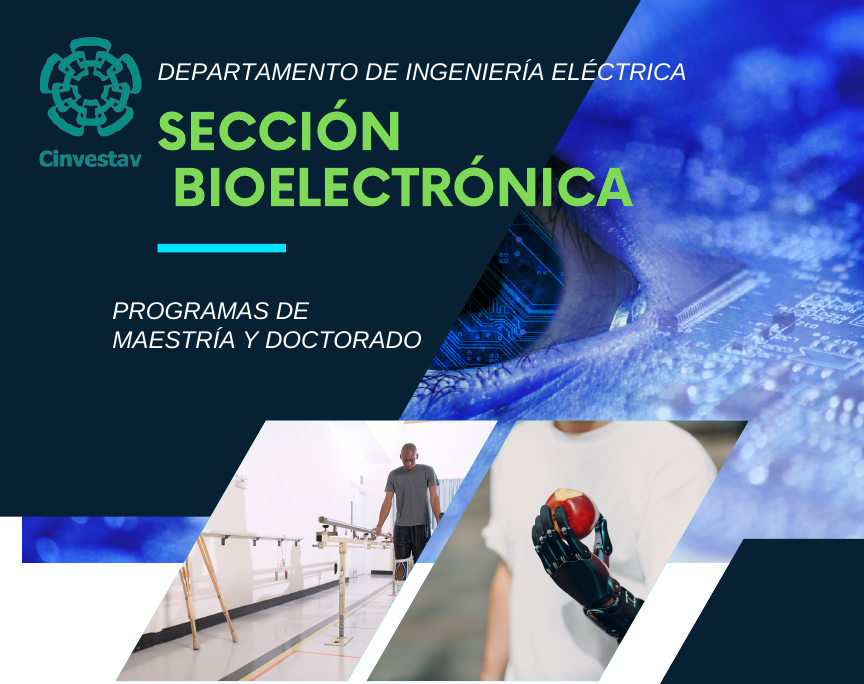 DEPARTAMENTO DE INGENIERÍA ELÉCTRICA
Cinvestav
SECCIÓN
BIOELECTRÓNICA
PROGRAMAS DE
MAESTRÍA Y DOCTORADO